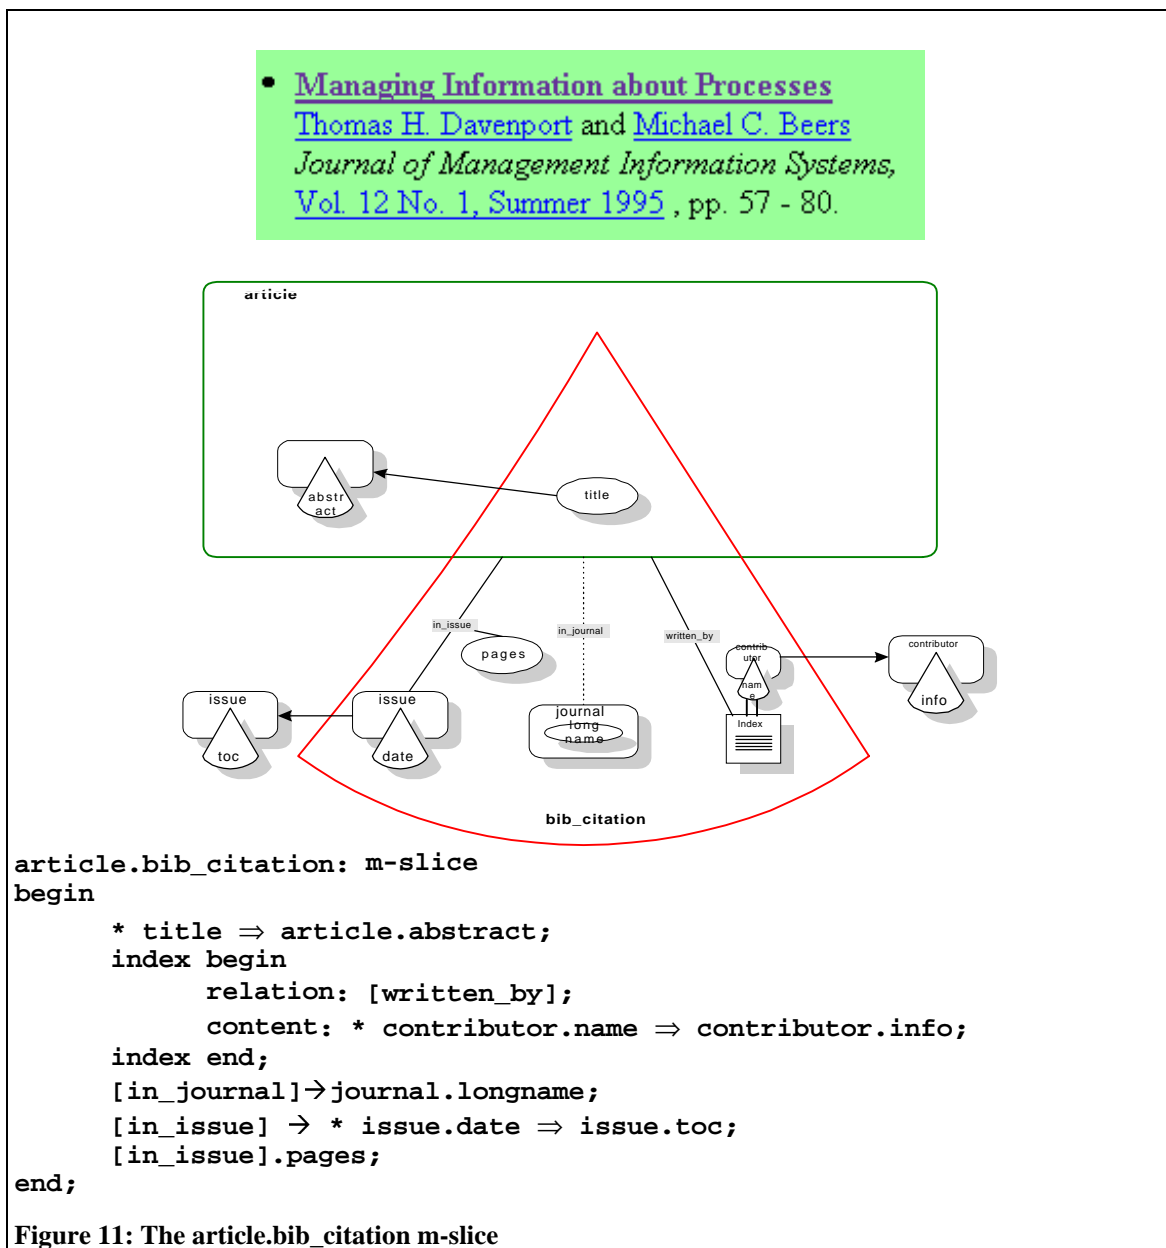 • Managing Information about Processes
Thomas H. Davenport and Michael C. Beers
Journal of Management Information Systems,
Vol. 12 No. 1, Summer 1995 , pp. 57 - 80.
article
abstr
act
title
in_issue
in_journal
written_by
pages
contrib
utor
nam
e
contributor
info
issue
toc
issue
date
journal
long
name
Index
bib_citation
article.bib_citation: m-slice
begin
* title ⇒ article.abstract;
index begin
relation: [written_by];
content: * contributor.name ⇒ contributor.info;
index end;
[in_journal]→journal.longname;
[in_issue] → * issue.date ⇒ issue.toc;
[in_issue].pages;
end;
Figure 11: The article.bib_citation m-slice